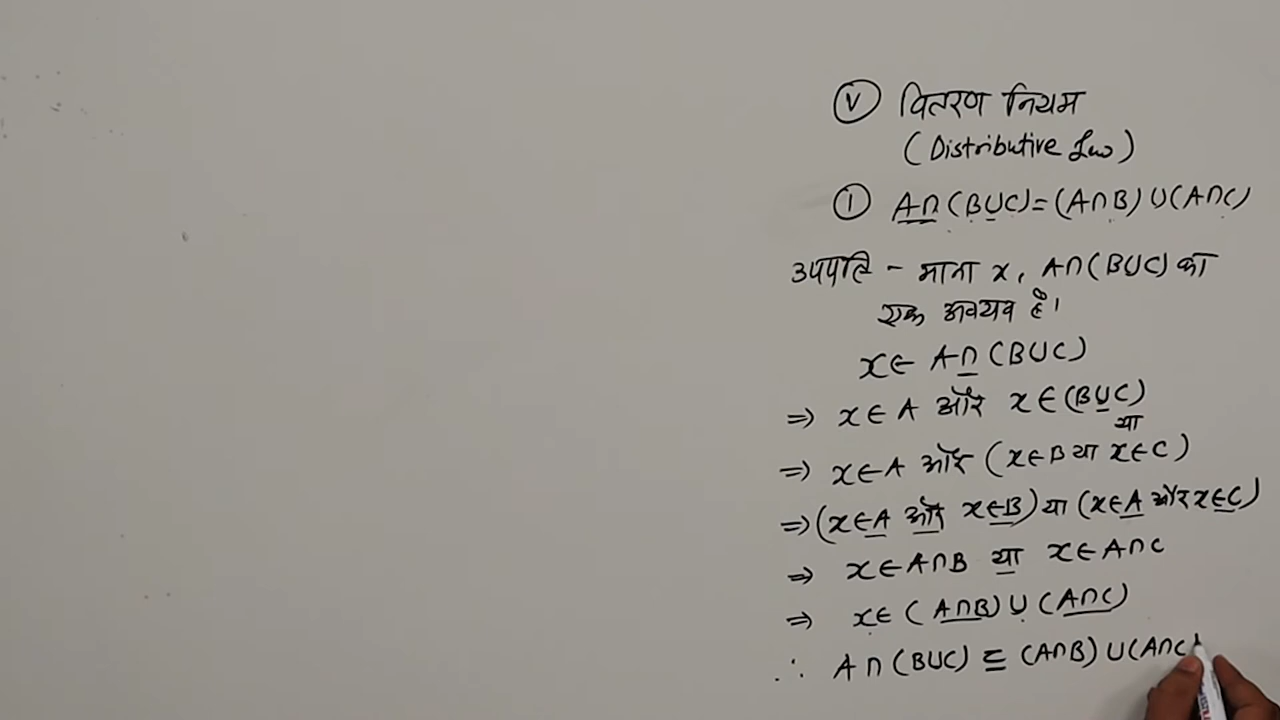 (V) वितरण नियम
(Distributive Law)
(1) A∩(B∪C)=(A∩B)∪(A∩C)
उपपत्ति - माना x, A∩(B∪C) का
एक अवयव है।
x∈ A∩(B∪C)
⇒ x∈A और x∈(B∪C)
या
⇒ x∈A और (x∈B या x∈C)
⇒(x∈A और x∈B) या (x∈A और x∈C)
⇒ x∈A∩B या x∈A∩C
⇒ x∈(A∩B)∪(A∩C)
∴ A∩(B∪C) ⊆ (A∩B)∪(A∩C)